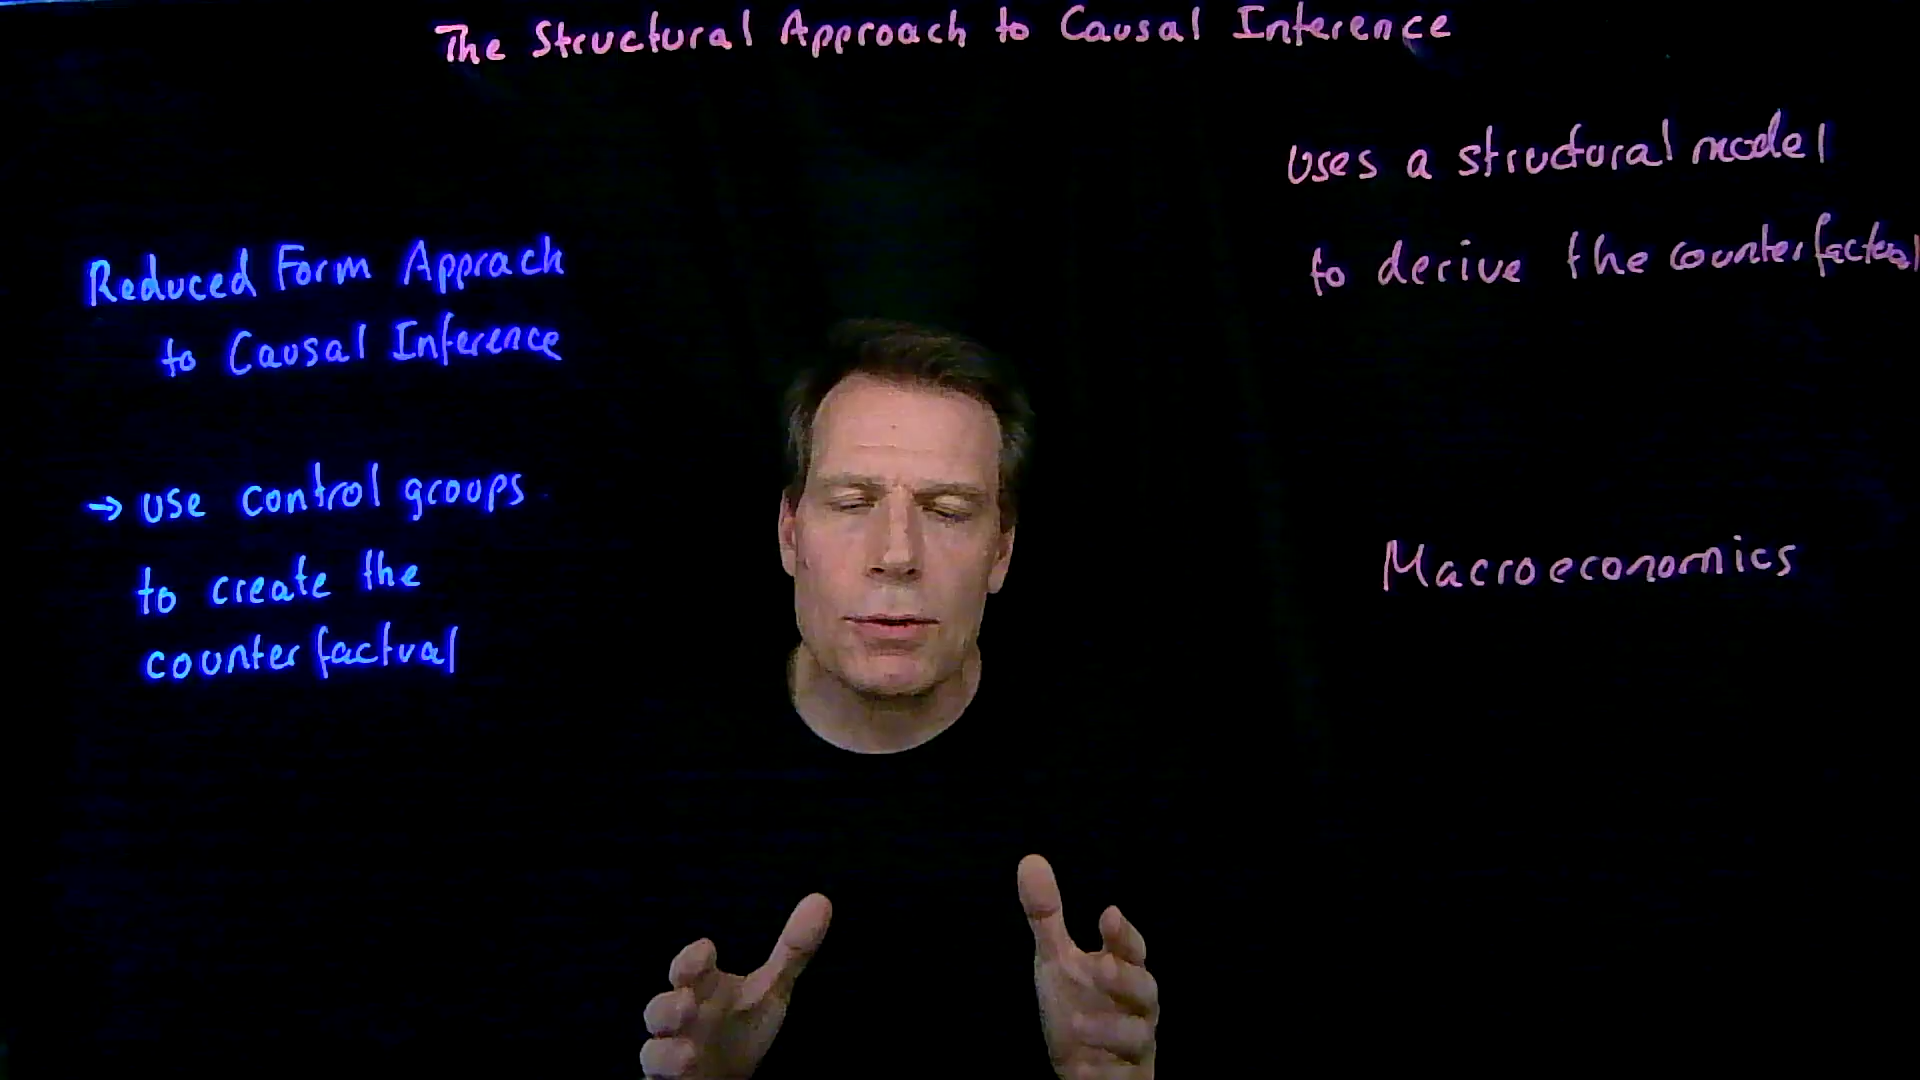 The Structural Approach to Causal Inference
Reduced Form Apprach
to Causal Inference
→ use control groups
to create the
counterfactual
Uses a structural model
to derive the counterfactual
Macroeconomics